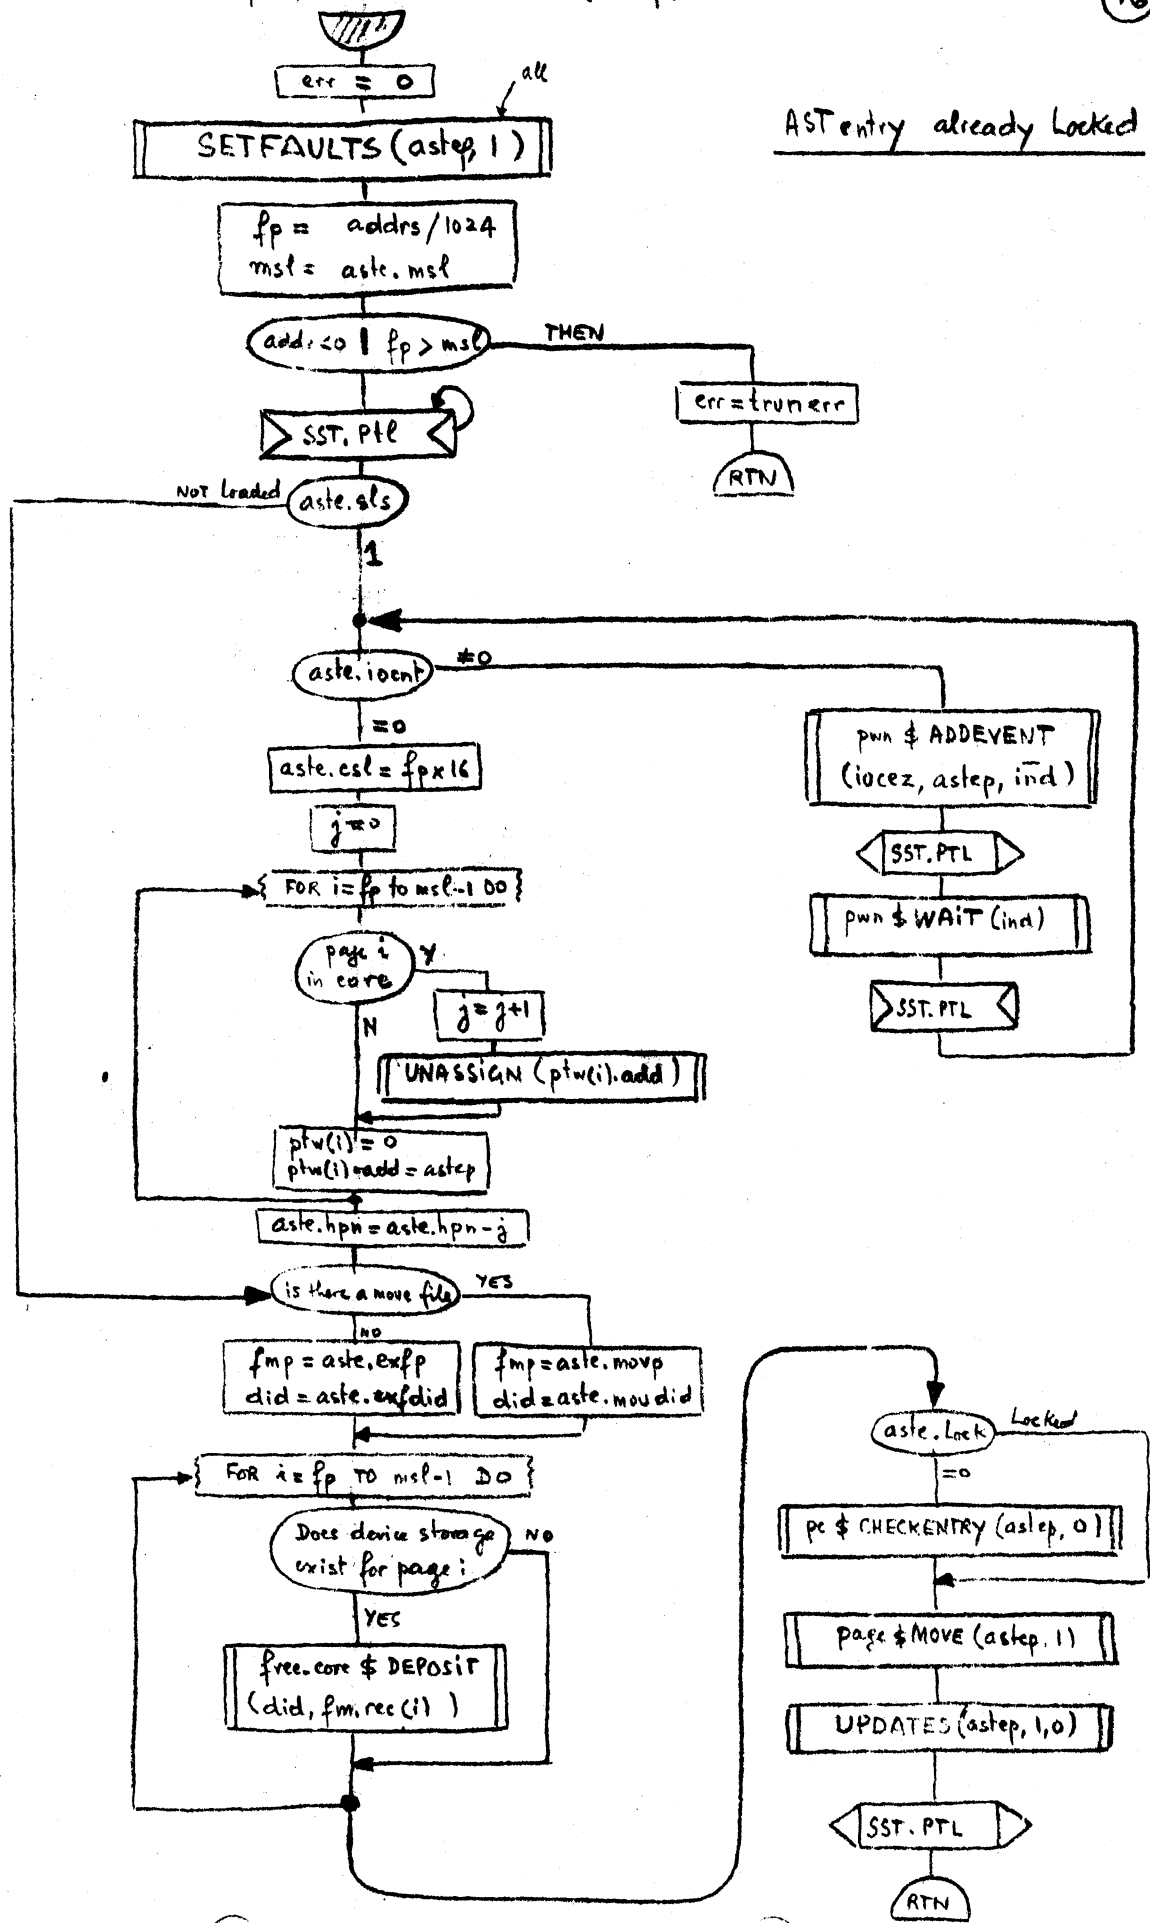 err = 0
all
SETFAULTS (astep, 1)
AST entry already Locked
fp = addrs/1024
msl = aste.msl
addr<0 | fp > msl
THEN
err=trunerr
RTN
SST.Ptl
NOT Loaded
aste.sls
1
aste.iocnt
≠0
=0
pwn $ ADDEVENT
(iocez, astep, ind)
aste.csl = fp×16
j=0
SST.PTL
FOR i=fp to msl-1 DO
pwn $ WAIT (ind)
page i
in core
Y
N
j=j+1
SST.PTL
UNASSIGN (ptw(i).add)
ptw(i) = 0
ptw(i).add = astep
aste.hpn=aste.hpn-j
is there a move file
YES
NO
fmp=aste.exfp
did=aste.exfdid
fmp=aste.movp
did=aste.movdid
aste.Lock
Locked
=0
FOR i=fp TO msl-1 DO
Does device storage
exist for page i
NO
YES
pc $ CHECKENTRY (astep, 0)
page $ MOVE (astep, 1)
free.core $ DEPOSIT
(did, fm.rec(i))
UPDATES (astep, 1,0)
SST.PTL
RTN